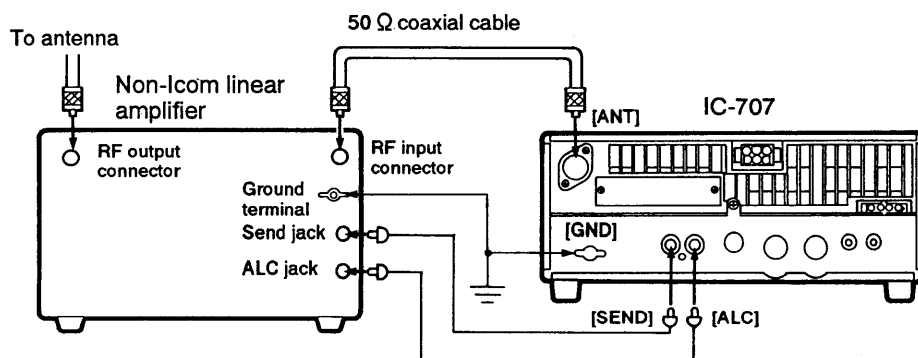 50 Ω coaxial cable
To antenna
Non-Icom linear
amplifier
IC-707
[ANT]
RF output
connector
RF input
connector
Ground
terminal
Send jack
ALC jack
[GND]
[SEND]
[ALC]